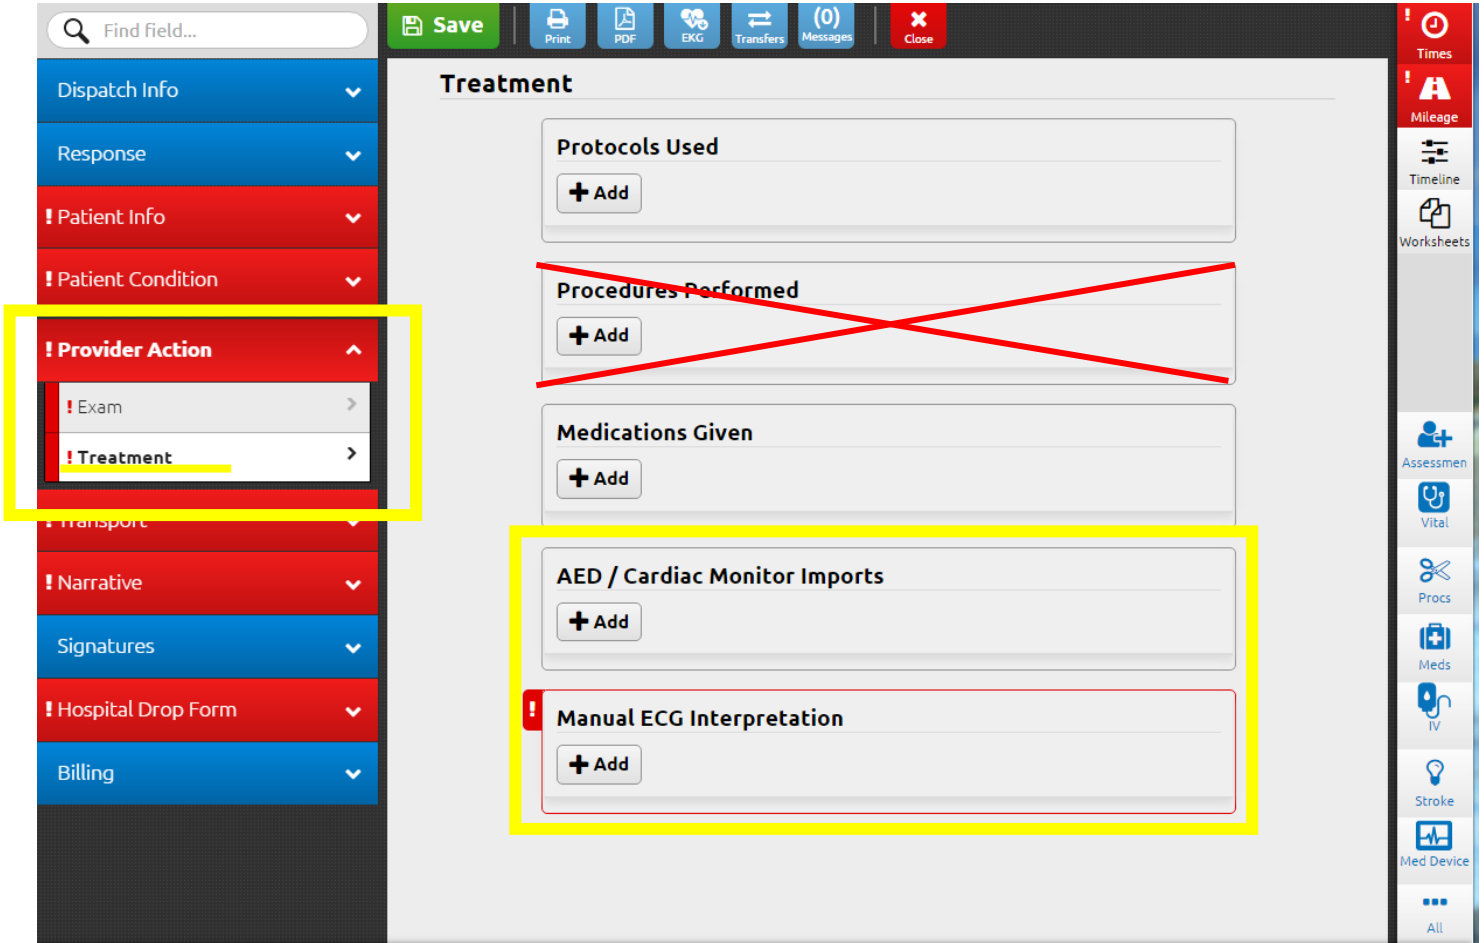 Find field...
Save
Print
PDF
EKG
Transfers
(0)
Messages
Close
Dispatch Info
Response
! Patient Info
! Patient Condition
! Provider Action
! Exam
! Treatment
! Transport
! Narrative
Signatures
! Hospital Drop Form
Billing
Treatment
Protocols Used
+ Add
Procedures Performed
+ Add
Medications Given
+ Add
AED / Cardiac Monitor Imports
+ Add
!
Manual ECG Interpretation
+ Add
!
Times
!
Mileage
Timeline
Worksheets
Assessmen
Vital
Procs
Meds
IV
Stroke
Med Device
All